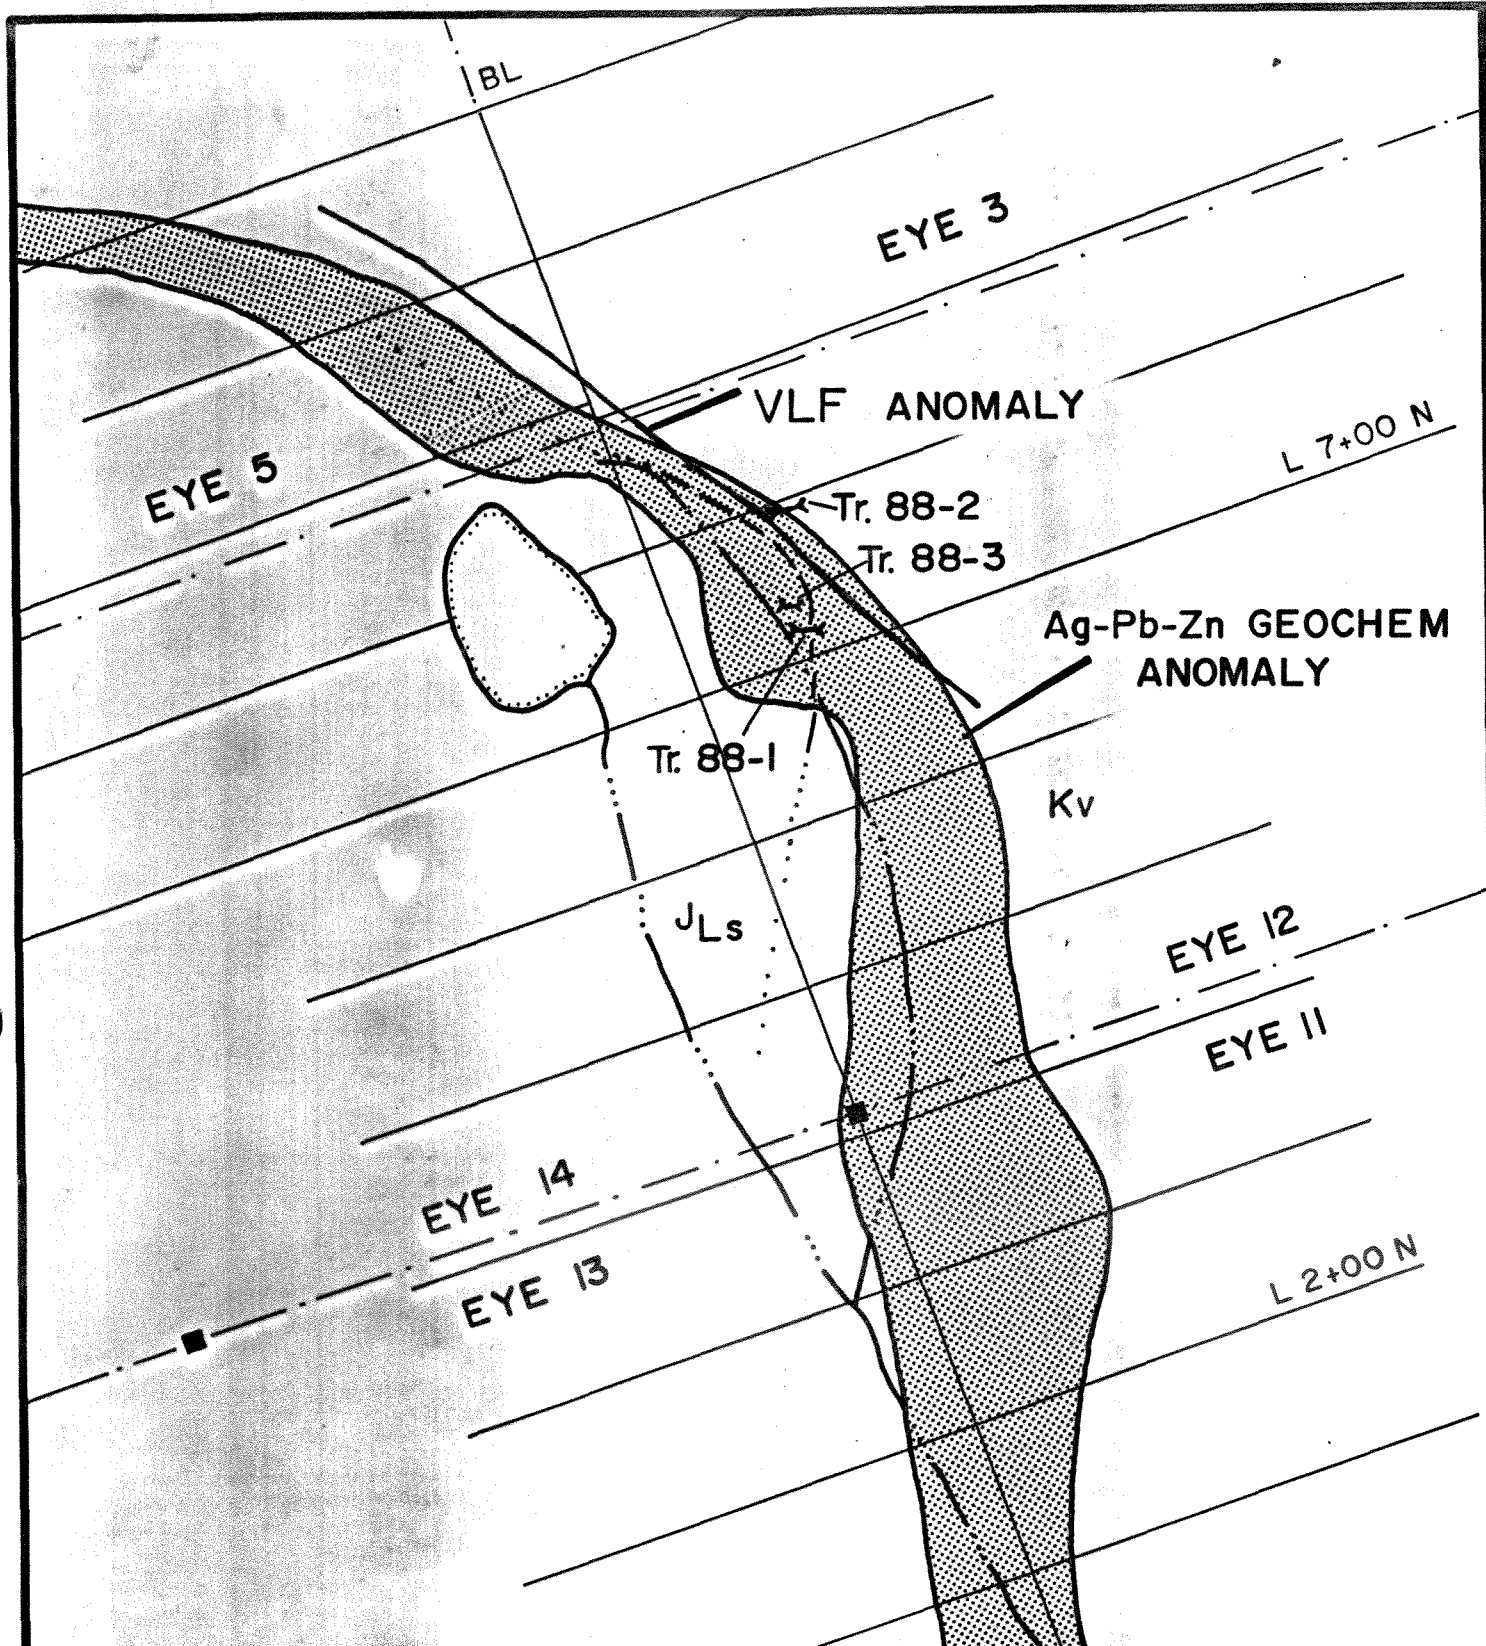 BL
EYE 3
VLF ANOMALY
L 7+00 N
EYE 5
Tr. 88-2
Tr. 88-3
Ag-Pb-Zn GEOCHEM
ANOMALY
Tr. 88-1
Kv
JLs
EYE 12
EYE 11
EYE 14
L 2+00 N
EYE 13